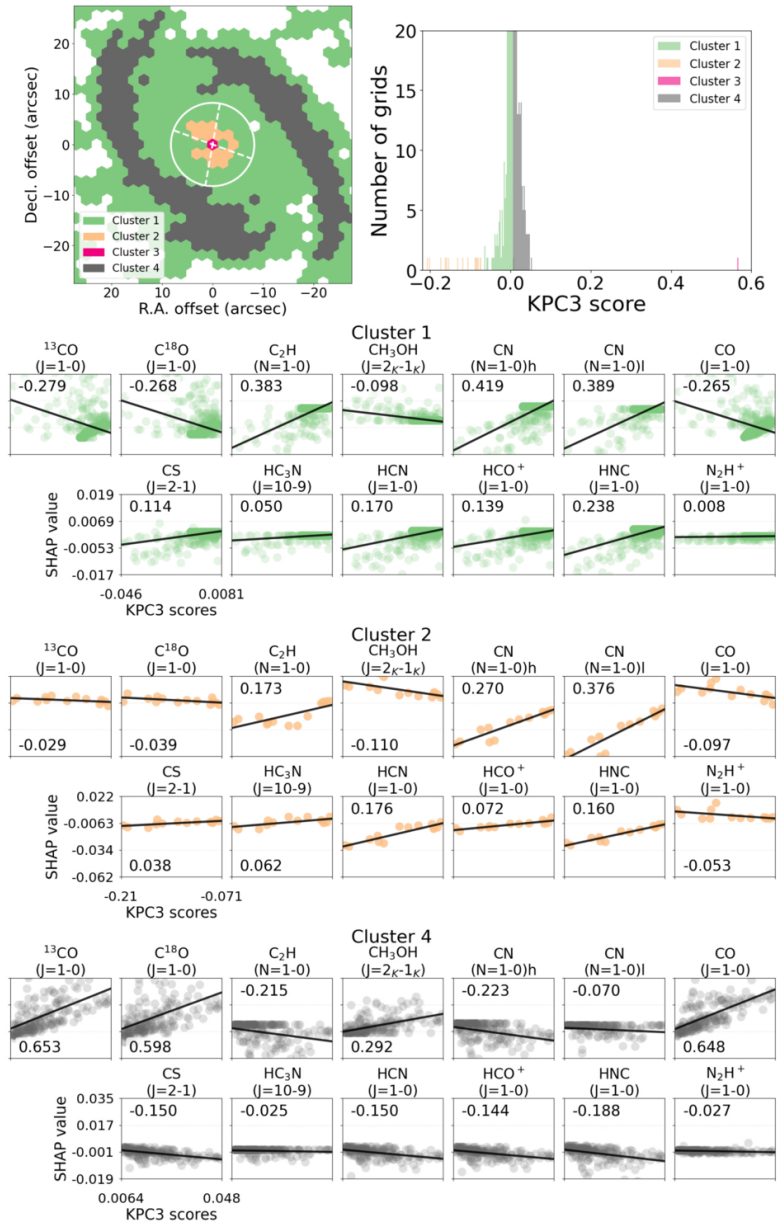 20
10
0
−10
−20
Decl. offset (arcsec)
Cluster 1
Cluster 2
Cluster 3
Cluster 4
20 10 0 −10 −20
R.A. offset (arcsec)
20
15
10
5
0
Number of grids
Cluster 1
Cluster 2
Cluster 3
Cluster 4
−0.2 0.0 0.2 0.4 0.6
KPC3 score
Cluster 1
¹³CO C¹⁸O C₂H CH₃OH CN CN CO
(J=1-0) (J=1-0) (N=1-0) (J=2_K-1_K) (N=1-0)h (N=1-0)l (J=1-0)
-0.279 -0.268 0.383 -0.098 0.419 0.389 -0.265
CS HC₃N HCN HCO⁺ HNC N₂H⁺
(J=2-1) (J=10-9) (J=1-0) (J=1-0) (J=1-0) (J=1-0)
0.114 0.050 0.170 0.139 0.238 0.008
0.019
0.0069
-0.0053
-0.017
SHAP value
-0.046 0.0081
KPC3 scores
Cluster 2
¹³CO C¹⁸O C₂H CH₃OH CN CN CO
(J=1-0) (J=1-0) (N=1-0) (J=2_K-1_K) (N=1-0)h (N=1-0)l (J=1-0)
-0.029 -0.039 0.173 -0.110 0.270 0.376 -0.097
CS HC₃N HCN HCO⁺ HNC N₂H⁺
(J=2-1) (J=10-9) (J=1-0) (J=1-0) (J=1-0) (J=1-0)
0.038 0.062 0.176 0.072 0.160 -0.053
0.022
-0.0063
-0.034
-0.062
SHAP value
-0.21 -0.071
KPC3 scores
Cluster 4
¹³CO C¹⁸O C₂H CH₃OH CN CN CO
(J=1-0) (J=1-0) (N=1-0) (J=2_K-1_K) (N=1-0)h (N=1-0)l (J=1-0)
0.653 0.598 -0.215 0.292 -0.223 -0.070 0.648
CS HC₃N HCN HCO⁺ HNC N₂H⁺
(J=2-1) (J=10-9) (J=1-0) (J=1-0) (J=1-0) (J=1-0)
-0.150 -0.025 -0.150 -0.144 -0.188 -0.027
0.035
0.017
-0.001
-0.019
SHAP value
0.0064 0.048
KPC3 scores